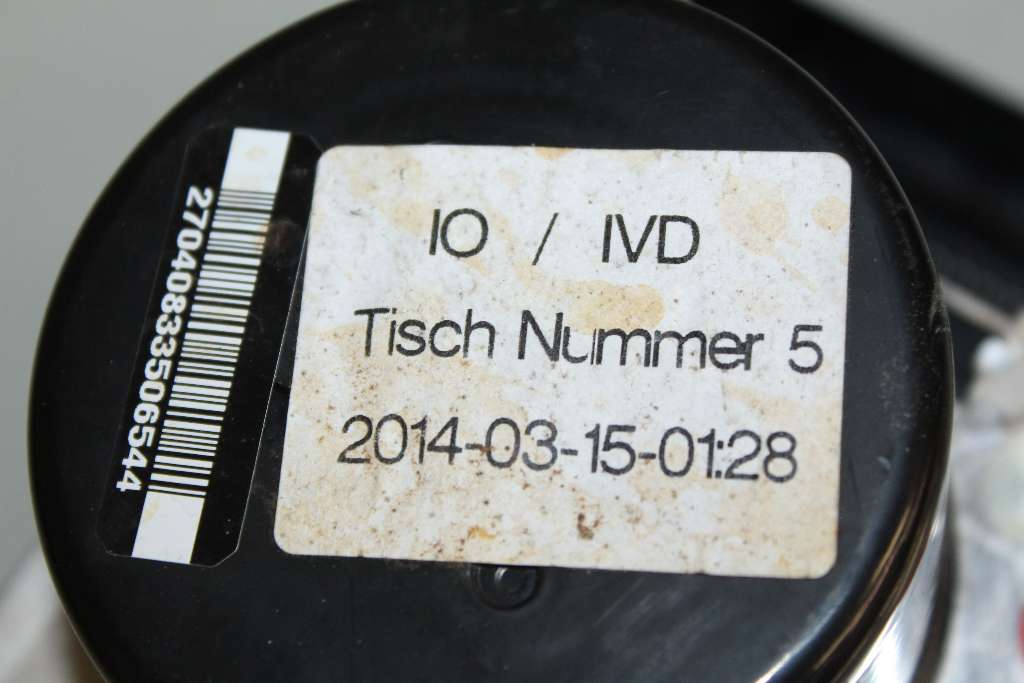 IO / IVD
Tisch Nummer 5
2014-03-15-01:28
27040833506544